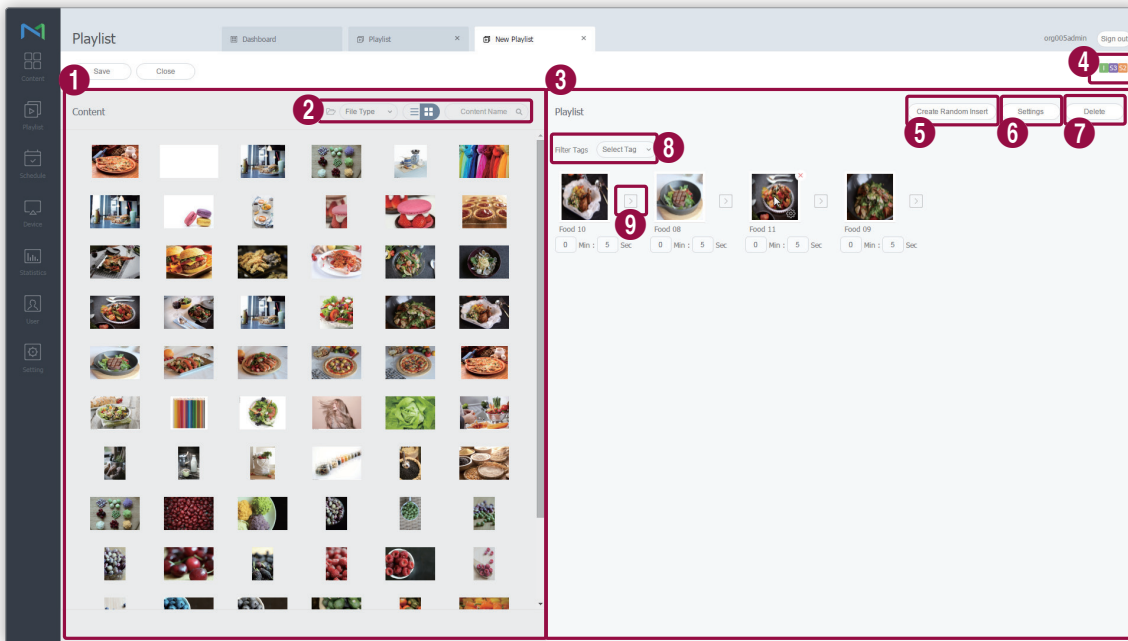 Playlist
Dashboard
Playlist ×
New Playlist ×
org005admin
Sign out
Save
Close
1
3
4
Content
2
File Type
Content Name
Playlist
Create Random Insert
Settings
Delete
5
6
7
Filter Tags
Select Tag
8
9
Food 10
Food 08
Food 11
Food 09
0 Min : 5 Sec
0 Min : 5 Sec
0 Min : 5 Sec
0 Min : 5 Sec
Content
Playlist
Schedule
Device
Statistics
User
Setting